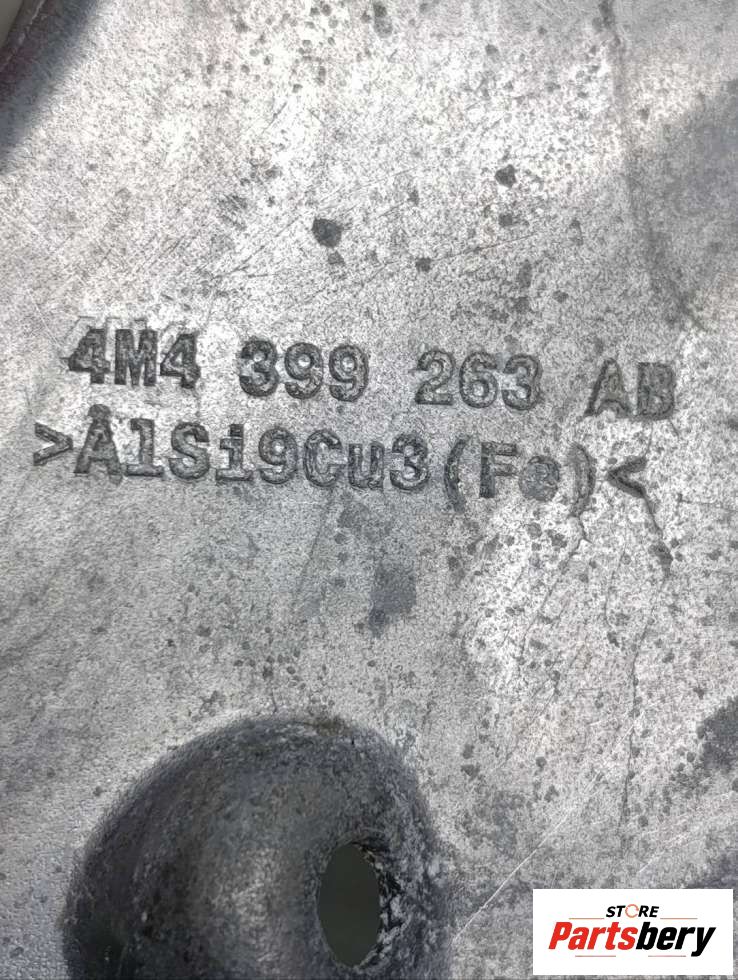 4M4 399 263 AB
>AlSi9Cu3(Fe)<
STORE
Partsbery